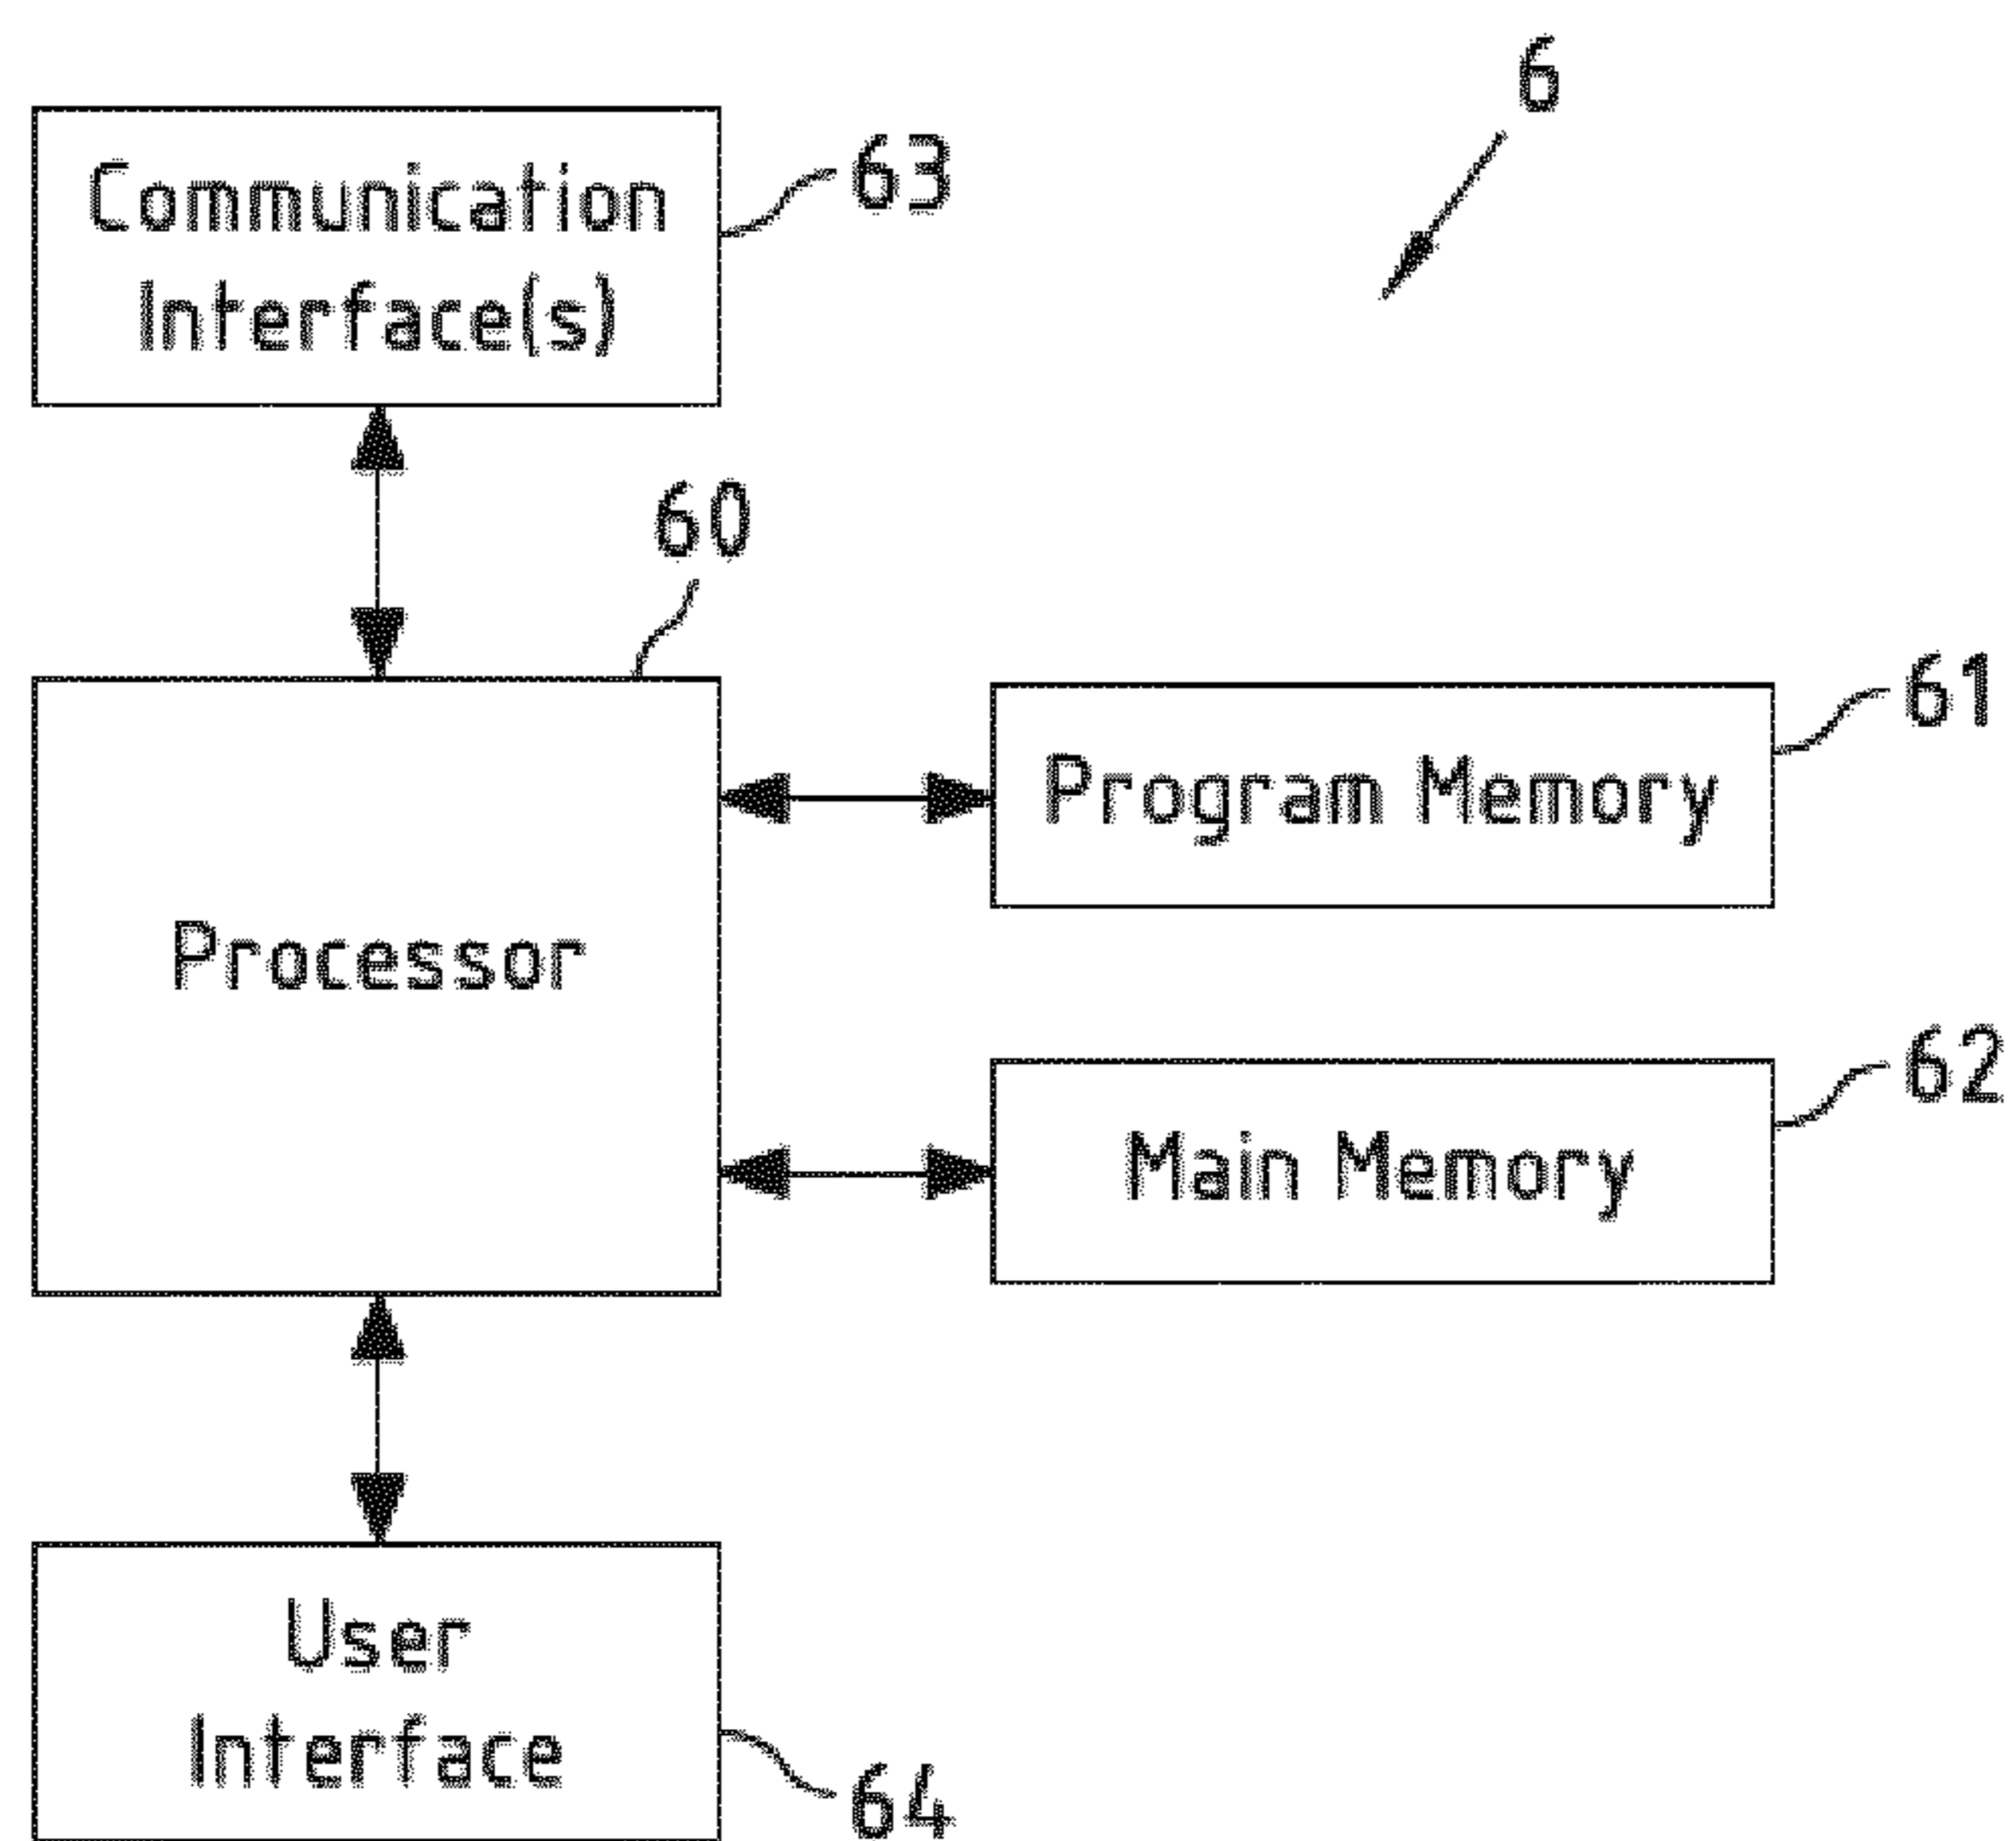 6
Communication
Interface(s)
63
60
Processor
Program Memory
61
Main Memory
62
User
Interface
64